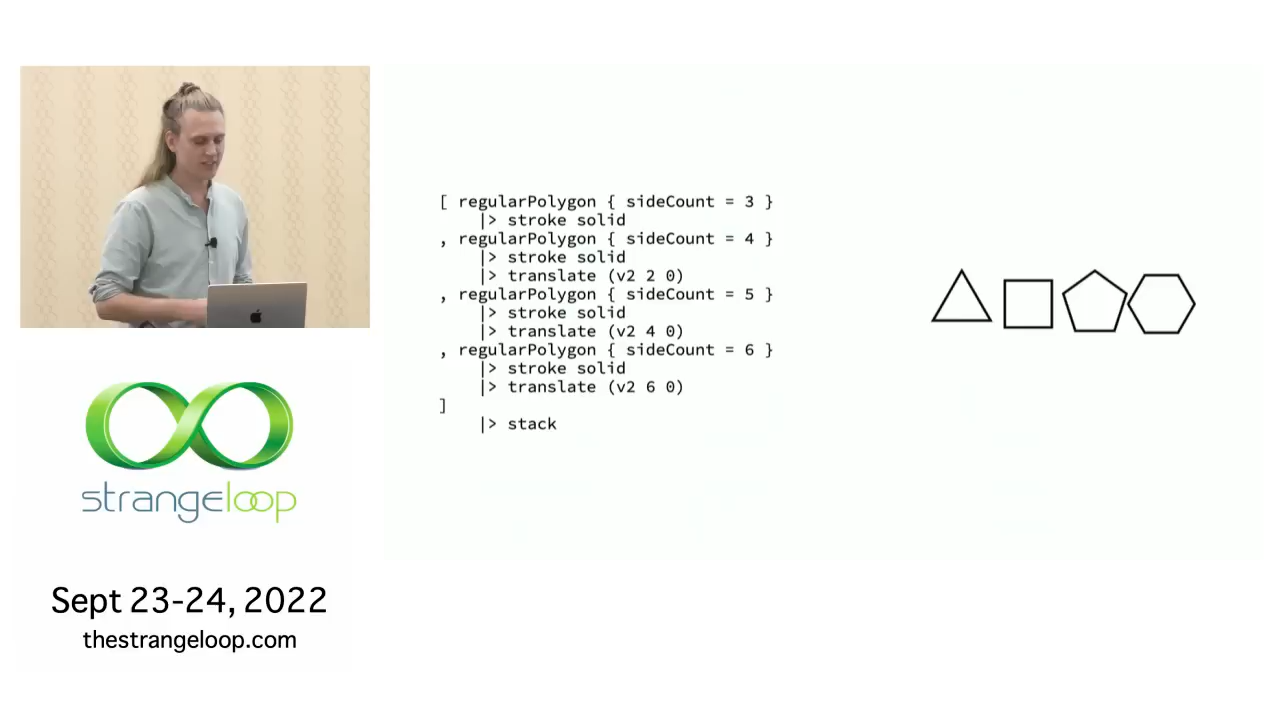 [ regularPolygon { sideCount = 3 }
    |> stroke solid
, regularPolygon { sideCount = 4 }
    |> stroke solid
    |> translate (v2 2 0)
, regularPolygon { sideCount = 5 }
    |> stroke solid
    |> translate (v2 4 0)
, regularPolygon { sideCount = 6 }
    |> stroke solid
    |> translate (v2 6 0)
]
    |> stack
strangeloop
Sept 23-24, 2022
thestrangeloop.com